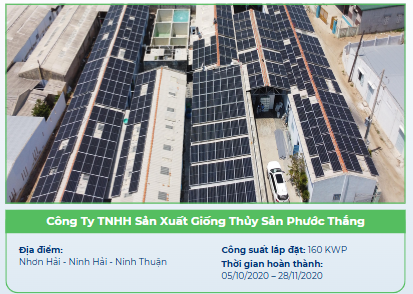 Công Ty TNHH Sản Xuất Giống Thủy Sản Phước Thắng
Địa điểm:
Nhơn Hải - Ninh Hải - Ninh Thuận
Công suất lắp đặt: 160 KWP
Thời gian hoàn thành:
05/10/2020 – 28/11/2020